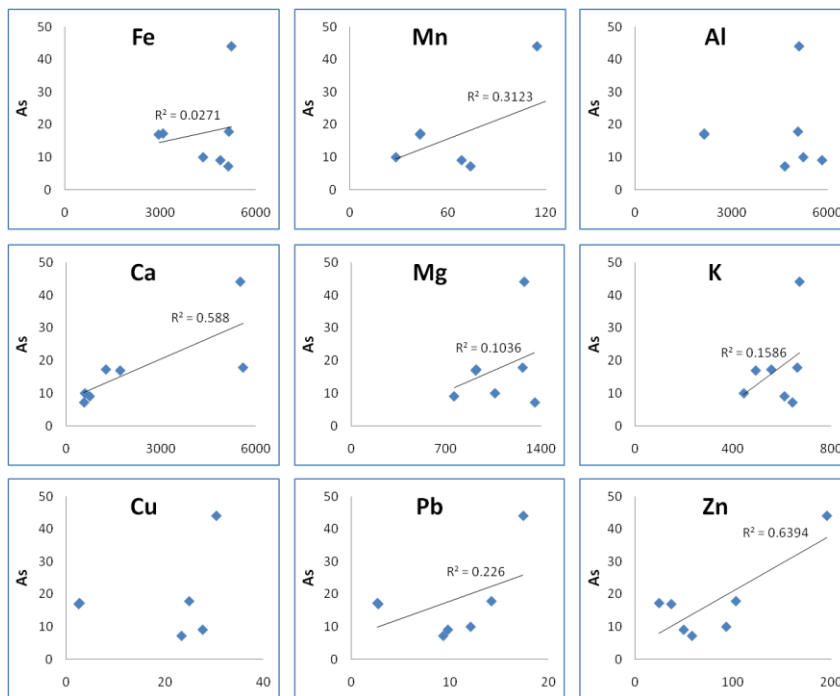 Fe
50
40
30
20
10
0
As
R² = 0.0271
0 3000 6000
Mn
50
40
30
20
10
0
As
R² = 0.3123
0 60 120
Al
50
40
30
20
10
0
As
0 3000 6000
Ca
50
40
30
20
10
0
As
R² = 0.588
0 3000 6000
Mg
50
40
30
20
10
0
As
R² = 0.1036
0 700 1400
K
50
40
30
20
10
0
As
R² = 0.1586
0 400 800
Cu
50
40
30
20
10
0
As
0 20 40
Pb
50
40
30
20
10
0
As
R² = 0.226
0 10 20
Zn
50
40
30
20
10
0
As
R² = 0.6394
0 100 200